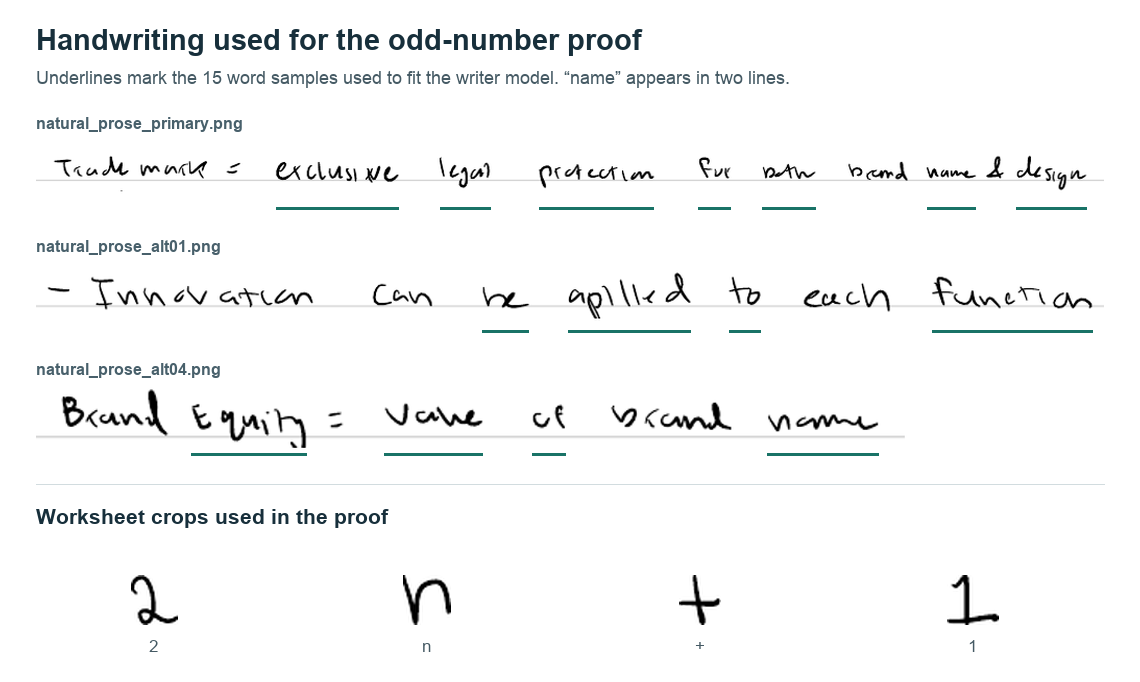 Handwriting used for the odd-number proof
Underlines mark the 15 word samples used to fit the writer model. “name” appears in two lines.
natural_prose_primary.png
Trade mark = exclusive legal protection for both brand name & design
natural_prose_alt01.png
- Innovation can be apllied to each function
natural_prose_alt04.png
Brand Equity = Value of brand name
Worksheet crops used in the proof
2 n + 1
2 n + 1